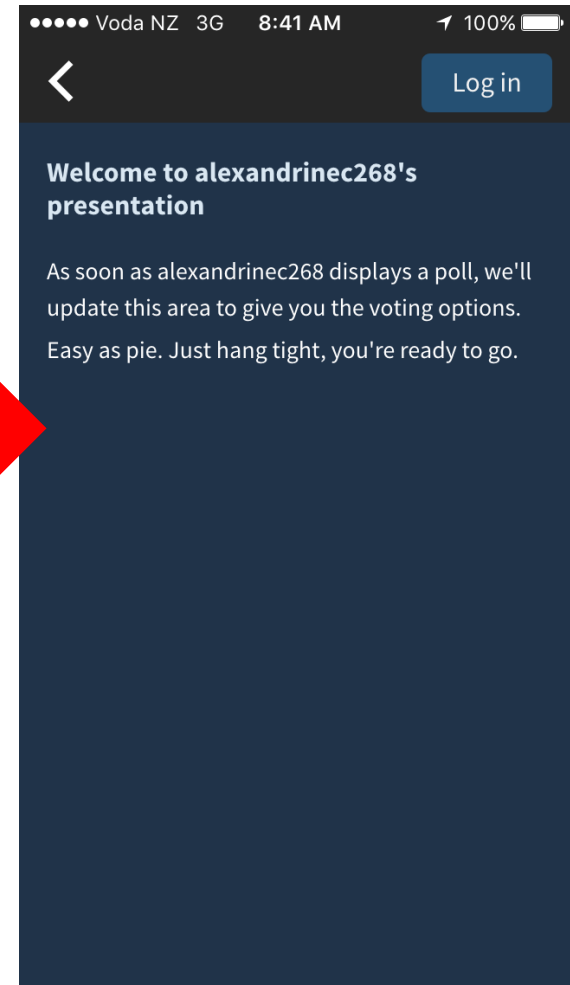 Voda NZ 3G 8:41 AM 100%
Log in
Welcome to alexandrinec268's
presentation
As soon as alexandrinec268 displays a poll, we'll
update this area to give you the voting options.
Easy as pie. Just hang tight, you're ready to go.